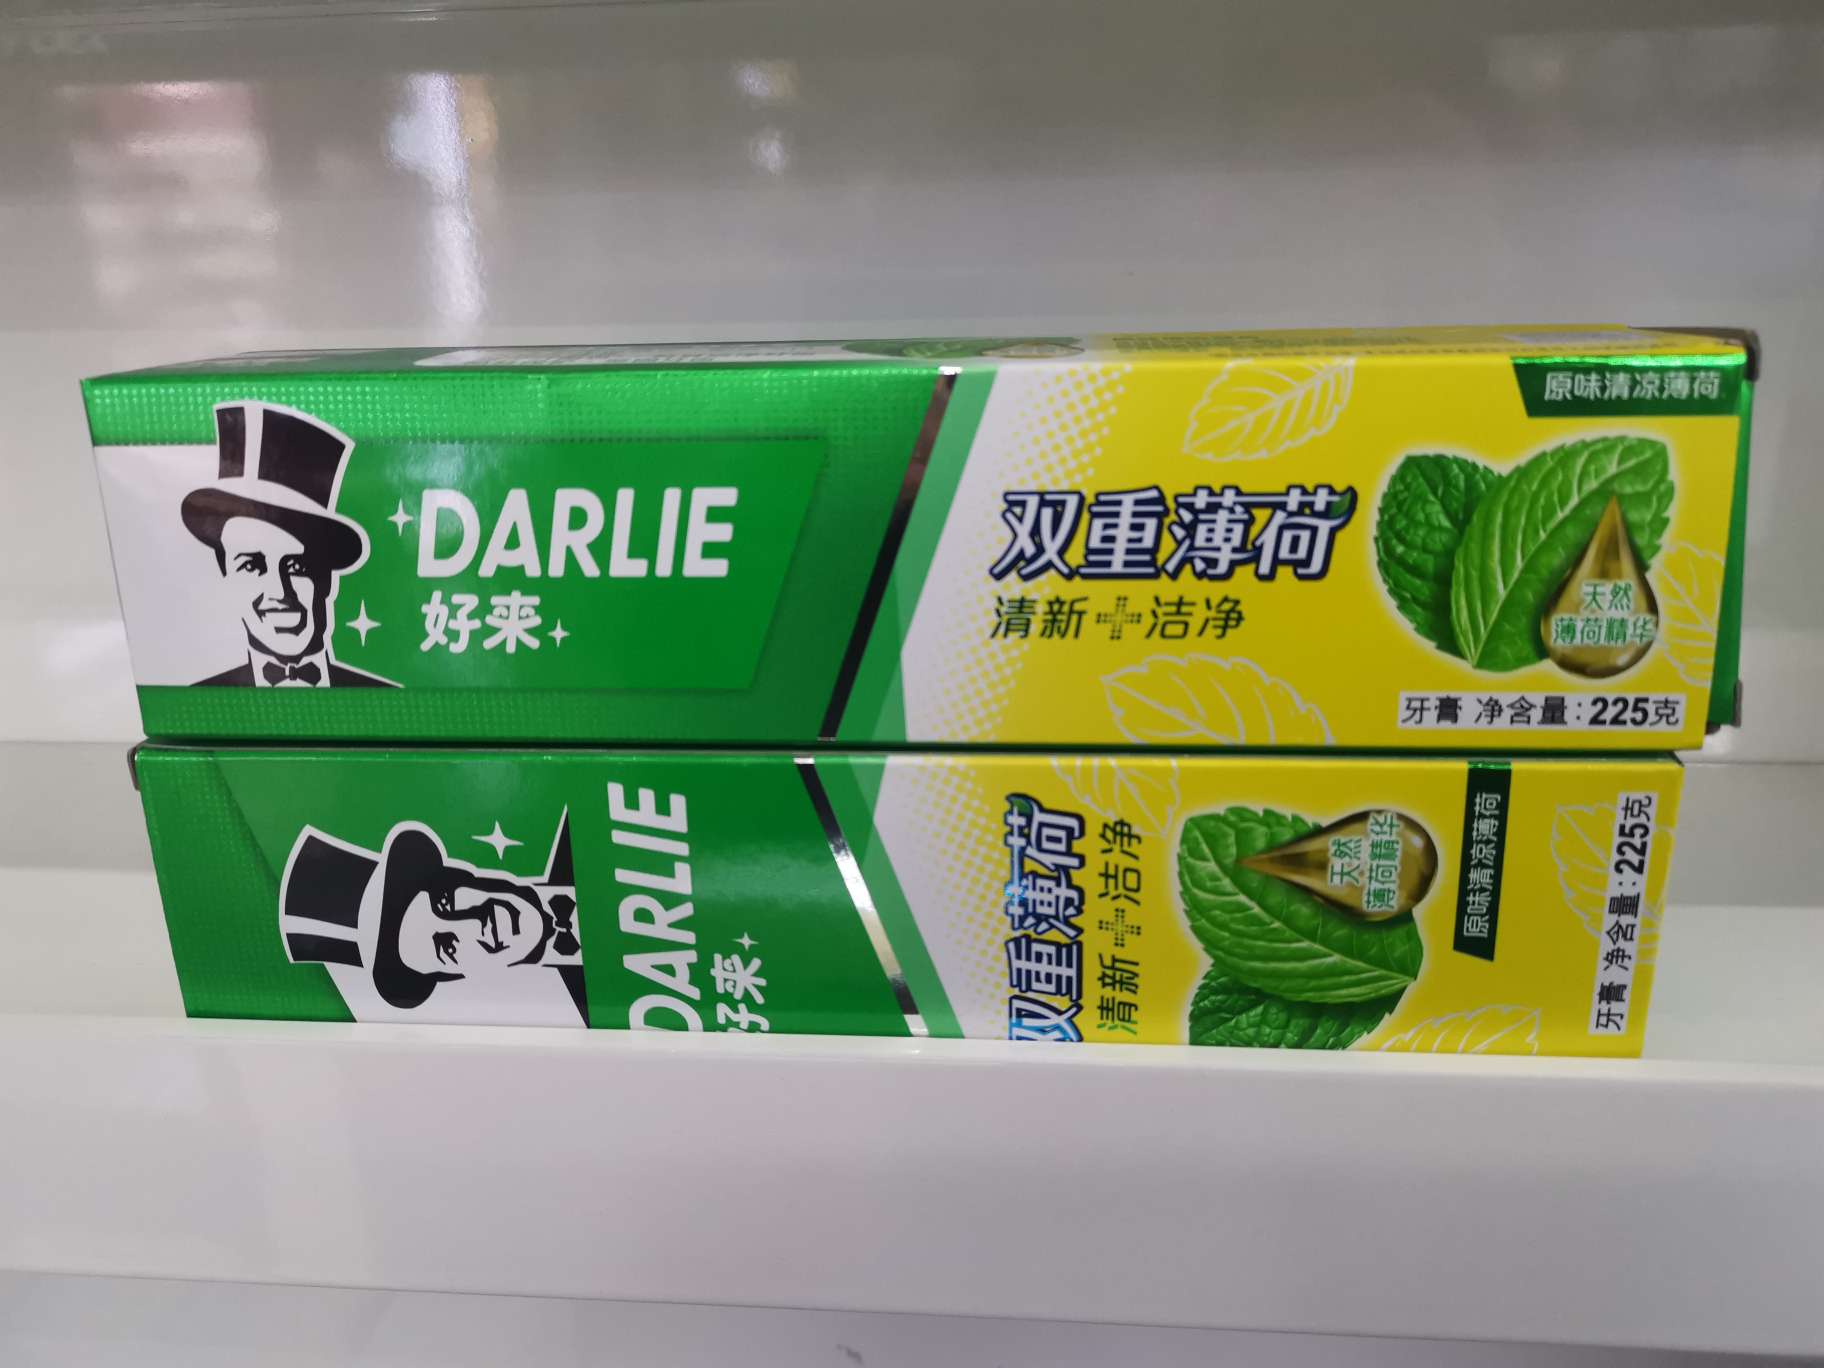 原味清凉薄荷
DARLIE
好来
双重薄荷
清新+洁净
天然
薄荷精华
牙膏 净含量:225克
DARLIE
好来
双重薄荷
清新+洁净
天然
薄荷精华
原味清凉薄荷
牙膏 净含量:225克